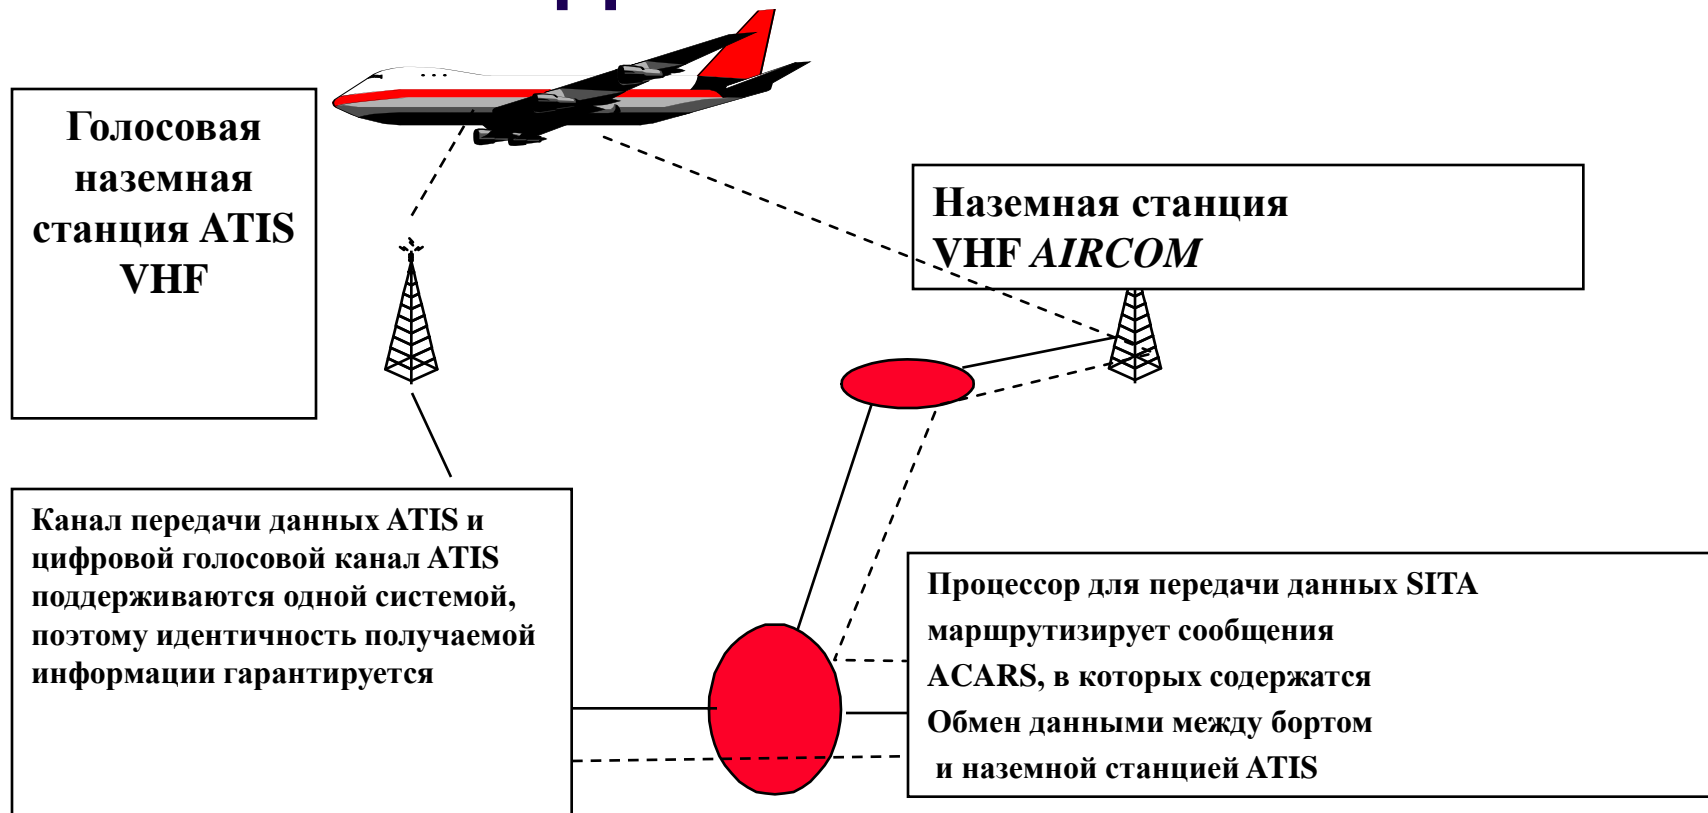 Голосовая
наземная
станция ATIS
VHF
Наземная станция
VHF AIRCOM
Канал передачи данных ATIS и
цифровой голосовой канал ATIS
поддерживаются одной системой,
поэтому идентичность получаемой
информации гарантируется
Процессор для передачи данных SITA
маршрутизирует сообщения
ACARS, в которых содержатся
Обмен данными между бортом
и наземной станцией ATIS